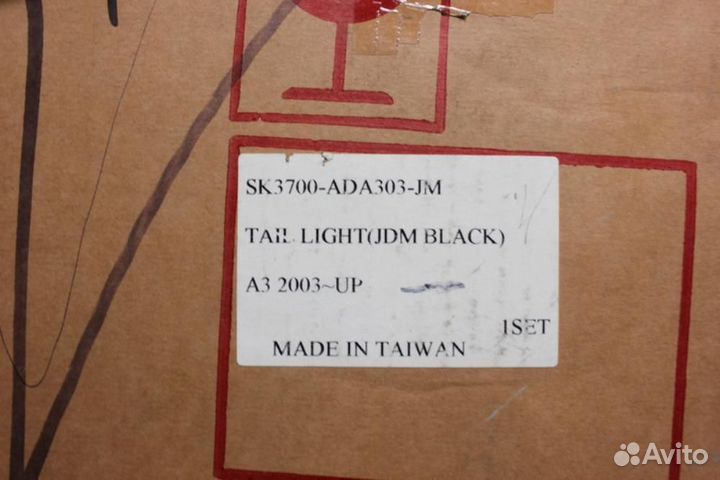 SK3700-ADA303-JM
TAIL LIGHT(JDM BLACK)
A3 2003~UP
1SET
MADE IN TAIWAN
Avito